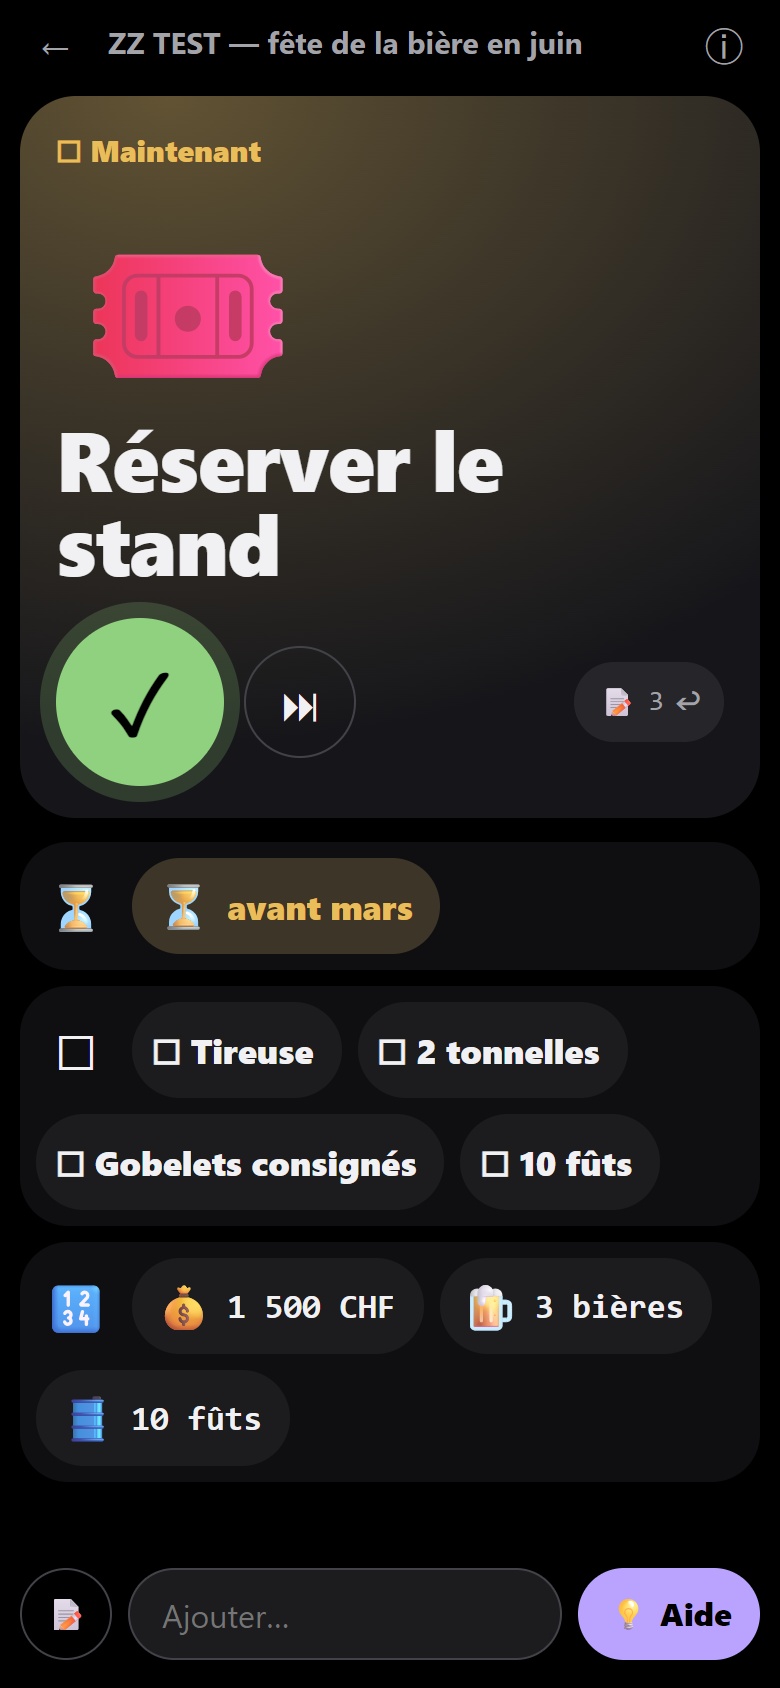 ← ZZ TEST — fête de la bière en juin ⓘ
□ Maintenant
Réserver le
stand
✓ ⏭ 📝 3 ↩
⏳ ⏳ avant mars
□ □ Tireuse □ 2 tonnelles
□ Gobelets consignés □ 10 fûts
🔢 💰 1 500 CHF 🍺 3 bières
🛢 10 fûts
📝 Ajouter… 💡 Aide